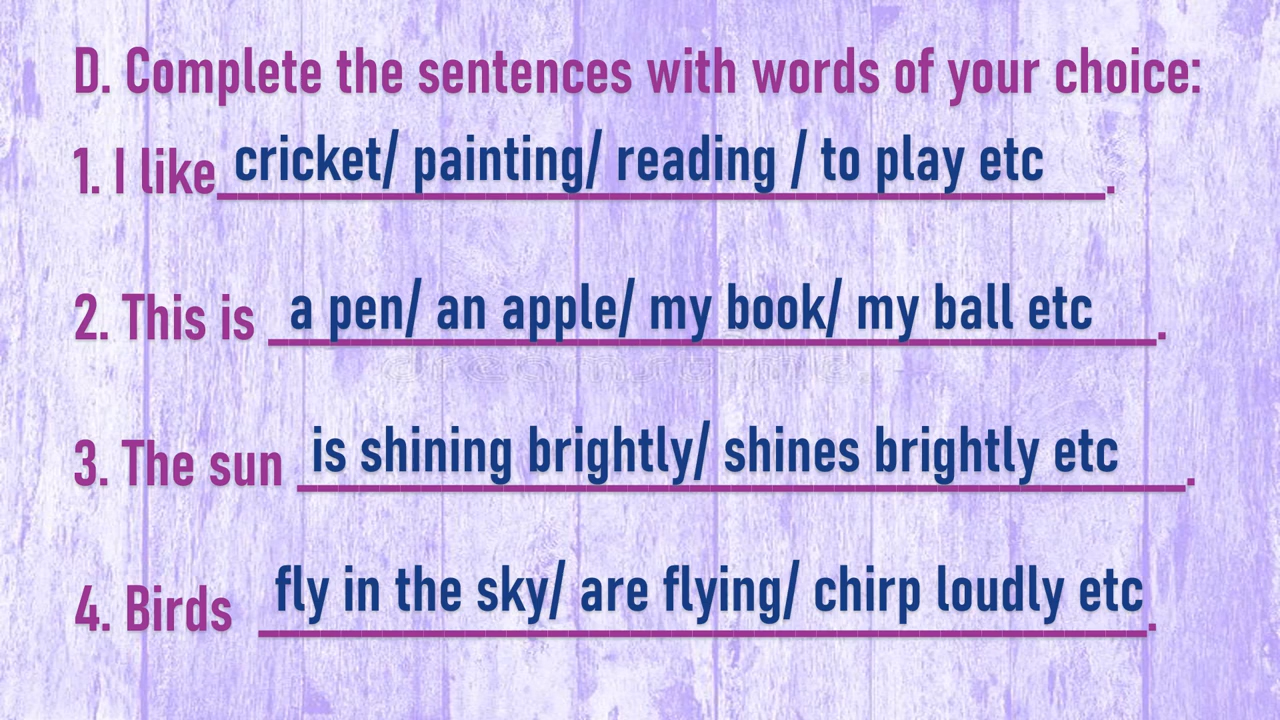 D. Complete the sentences with words of your choice:
1. I like cricket/ painting/ reading / to play etc.
2. This is a pen/ an apple/ my book/ my ball etc.
dreamstime.
3. The sun is shining brightly/ shines brightly etc.
4. Birds fly in the sky/ are flying/ chirp loudly etc.